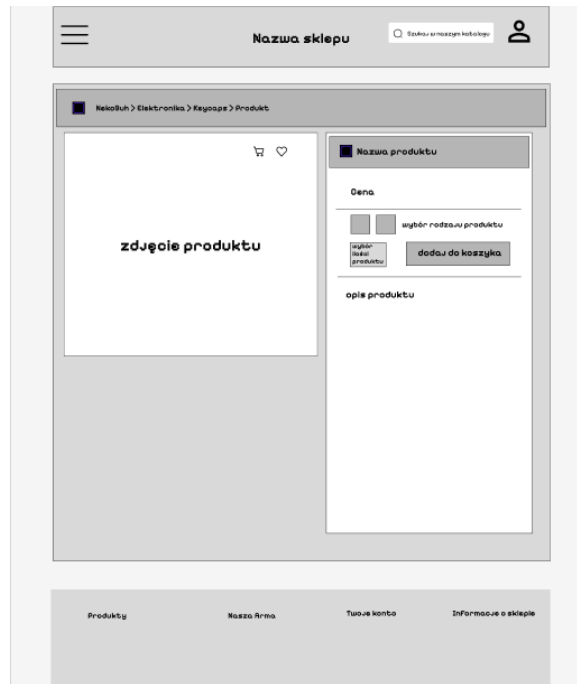 Nazwa sklepu
Szukaj w naszym katalogu
NekoBuh > Elektronika > Keycaps > Produkt
zdjęcie produktu
Nazwa produktu
Cena
wybór rodzaju produktu
wybór
ilości
produktu
dodaj do koszyka
opis produktu
Produkty
Nasza firma
Twoje konto
Informacje o sklepie